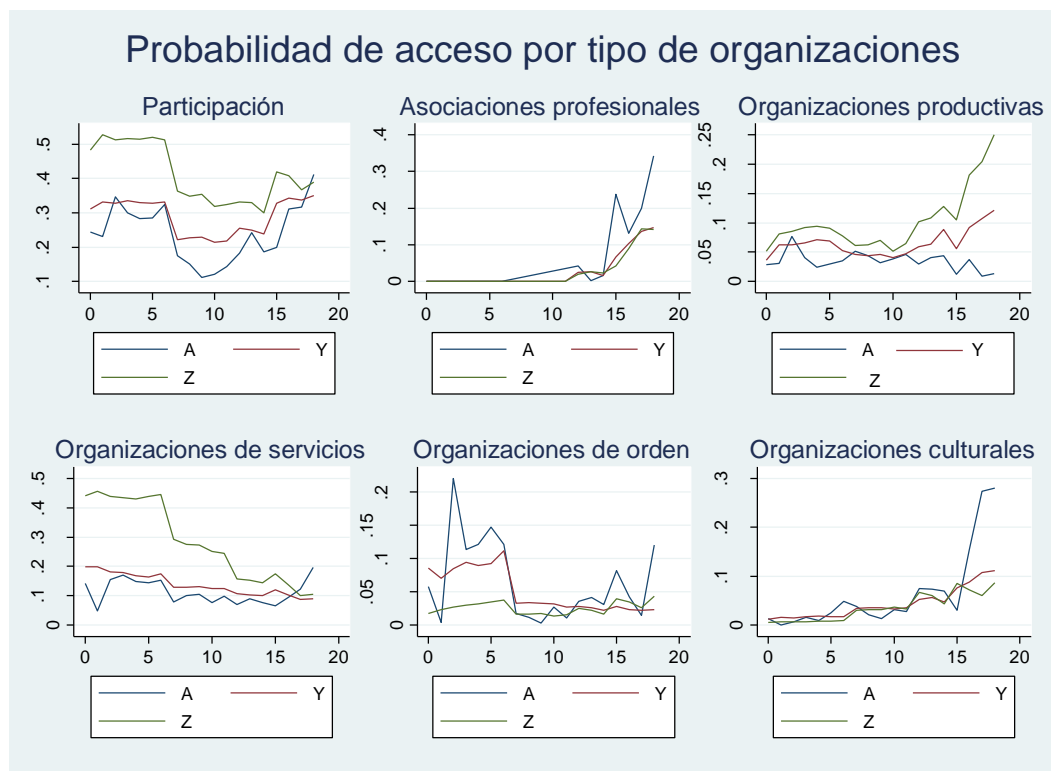 Probabilidad de acceso por tipo de organizaciones
Participación
.5
.4
.3
.2
.1
0 5 10 15 20
A Y
Z
Asociaciones profesionales
.4
.3
.2
.1
0
0 5 10 15 20
A Y
Z
Organizaciones productivas
.25
.2
.15
.1
.05
0
0 5 10 15 20
A Y
Z
Organizaciones de servicios
.5
.4
.3
.2
.1
0
0 5 10 15 20
A Y
Z
Organizaciones de orden
.2
.15
.1
.05
0
0 5 10 15 20
A Y
Z
Organizaciones culturales
.3
.2
.1
0
0 5 10 15 20
A Y
Z